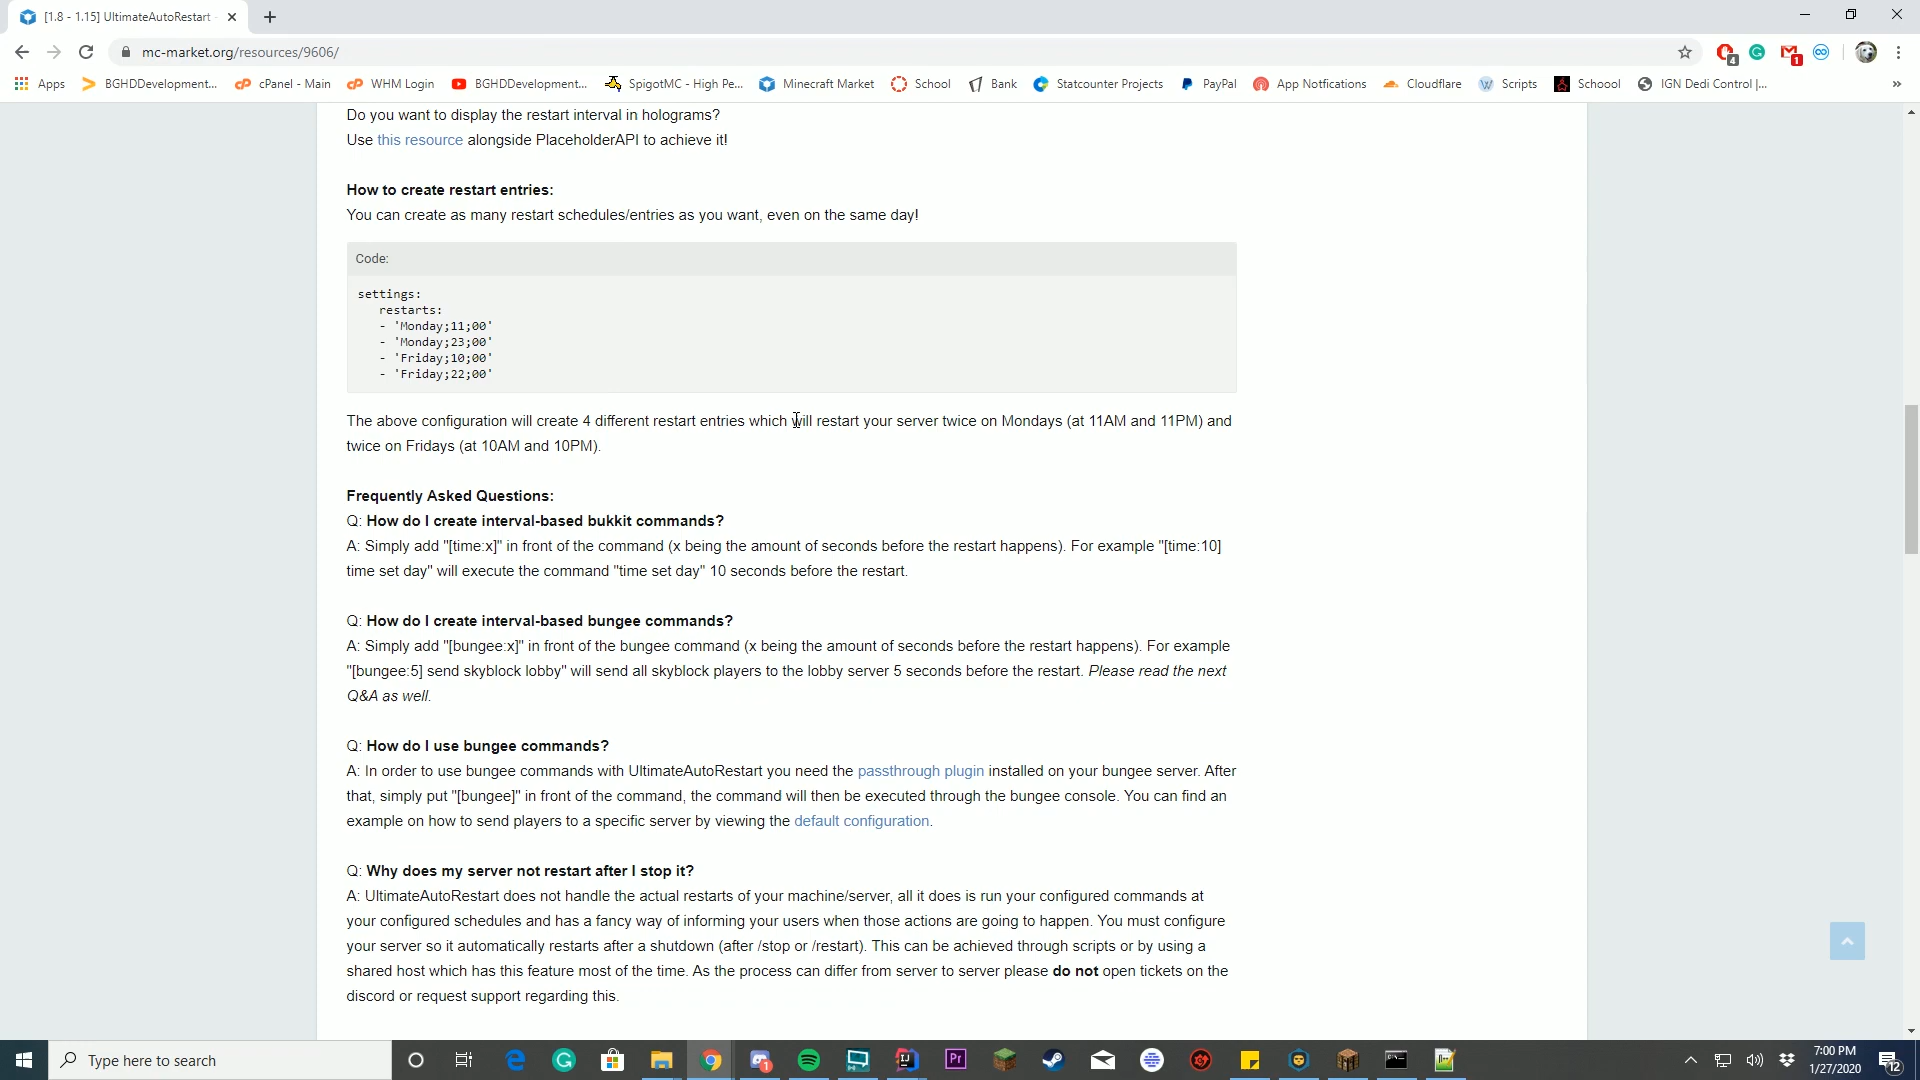 [1.8 - 1.15] UltimateAutoRestart
mc-market.org/resources/9606/
4
1
Apps
BGHDDevelopment...
cPanel - Main
WHM Login
BGHDDevelopment...
SpigotMC - High Pe...
Minecraft Market
School
Bank
Statcounter Projects
PayPal
App Notfications
Cloudflare
Scripts
Schoool
IGN Dedi Control |...
»
Do you want to display the restart interval in holograms?
Use this resource alongside PlaceholderAPI to achieve it!
How to create restart entries:
You can create as many restart schedules/entries as you want, even on the same day!
Code:
settings:
restarts:
- 'Monday;11;00'
- 'Monday;23;00'
- 'Friday;10;00'
- 'Friday;22;00'
The above configuration will create 4 different restart entries which will restart your server twice on Mondays (at 11AM and 11PM) and
twice on Fridays (at 10AM and 10PM).
Frequently Asked Questions:
Q: How do I create interval-based bukkit commands?
A: Simply add "[time:x]" in front of the command (x being the amount of seconds before the restart happens). For example "[time:10]
time set day" will execute the command "time set day" 10 seconds before the restart.
Q: How do I create interval-based bungee commands?
A: Simply add "[bungee:x]" in front of the bungee command (x being the amount of seconds before the restart happens). For example
"[bungee:5] send skyblock lobby" will send all skyblock players to the lobby server 5 seconds before the restart. Please read the next
Q&A as well.
Q: How do I use bungee commands?
A: In order to use bungee commands with UltimateAutoRestart you need the passthrough plugin installed on your bungee server. After
that, simply put "[bungee]" in front of the command, the command will then be executed through the bungee console. You can find an
example on how to send players to a specific server by viewing the default configuration.
Q: Why does my server not restart after I stop it?
A: UltimateAutoRestart does not handle the actual restarts of your machine/server, all it does is run your configured commands at
your configured schedules and has a fancy way of informing your users when those actions are going to happen. You must configure
your server so it automatically restarts after a shutdown (after /stop or /restart). This can be achieved through scripts or by using a
shared host which has this feature most of the time. As the process can differ from server to server please do not open tickets on the
discord or request support regarding this.
Type here to search
1
Pr
7:00 PM
1/27/2020
12